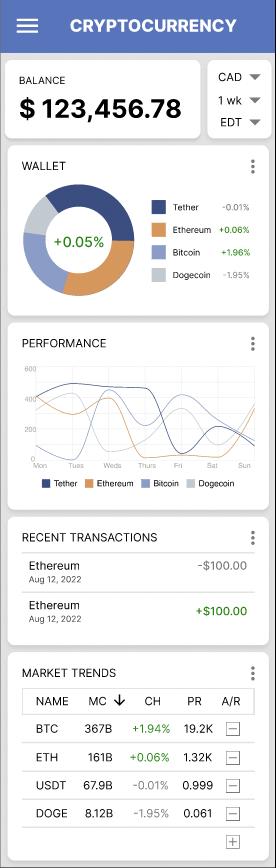 CRYPTOCURRENCY
BALANCE
$ 123,456.78
CAD
1 wk
EDT
WALLET
+0.05%
Tether -0.01%
Ethereum +0.06%
Bitcoin +1.96%
Dogecoin -1.95%
PERFORMANCE
600
400
200
0
Mon Tues Weds Thurs Fri Sat Sun
Tether Ethereum Bitcoin Dogecoin
RECENT TRANSACTIONS
Ethereum -$100.00
Aug 12, 2022
Ethereum +$100.00
Aug 12, 2022
MARKET TRENDS
NAME MC CH PR A/R
BTC 367B +1.94% 19.2K
ETH 161B +0.06% 1.32K
USDT 67.9B -0.01% 0.999
DOGE 8.12B -1.95% 0.061